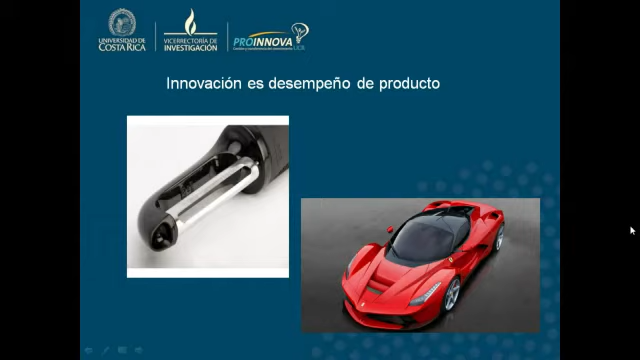 UNIVERSIDAD DE
COSTA RICA
VICERRECTORÍA DE
INVESTIGACIÓN
PROINNOVA
UCR
Innovación es desempeño de producto